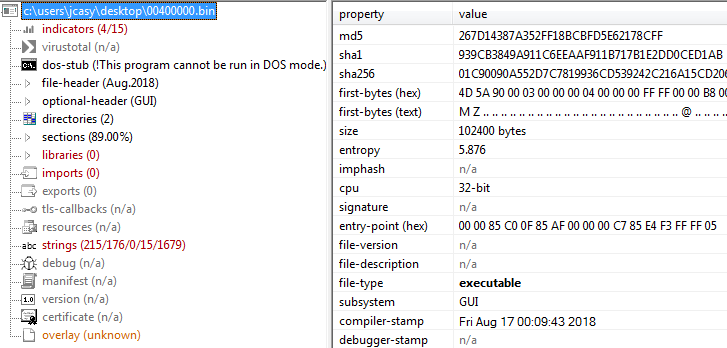 c:\users\jcasy\desktop\00400000.bin
indicators (4/15)
virustotal (n/a)
dos-stub (!This program cannot be run in DOS mode.)
file-header (Aug.2018)
optional-header (GUI)
directories (2)
sections (89.00%)
libraries (0)
imports (0)
exports (0)
tls-callbacks (n/a)
resources (n/a)
abc strings (215/176/0/15/1679)
debug (n/a)
manifest (n/a)
1.0 version (n/a)
certificate (n/a)
overlay (unknown)
property value
md5 267D14387A352FF18BCBFD5E62178CFF
sha1 939CB3849A911C6EEAAF911B717B1E2DD0CED1AB
sha256 01C90090A552D7C7819936CD539242C216A15CD206
first-bytes (hex) 4D 5A 90 00 03 00 00 00 04 00 00 00 FF FF 00 00 B8 00
first-bytes (text) M Z .. .. .. .. .. .. .. .. .. .. .. .. .. .. .. .. .. .. .. .. .. .. @ .. .. .. ..
size 102400 bytes
entropy 5.876
imphash n/a
cpu 32-bit
signature n/a
entry-point (hex) 00 00 85 C0 0F 85 AF 00 00 00 C7 85 E4 F3 FF FF 05
file-version n/a
file-description n/a
file-type executable
subsystem GUI
compiler-stamp Fri Aug 17 00:09:43 2018
debugger-stamp n/a